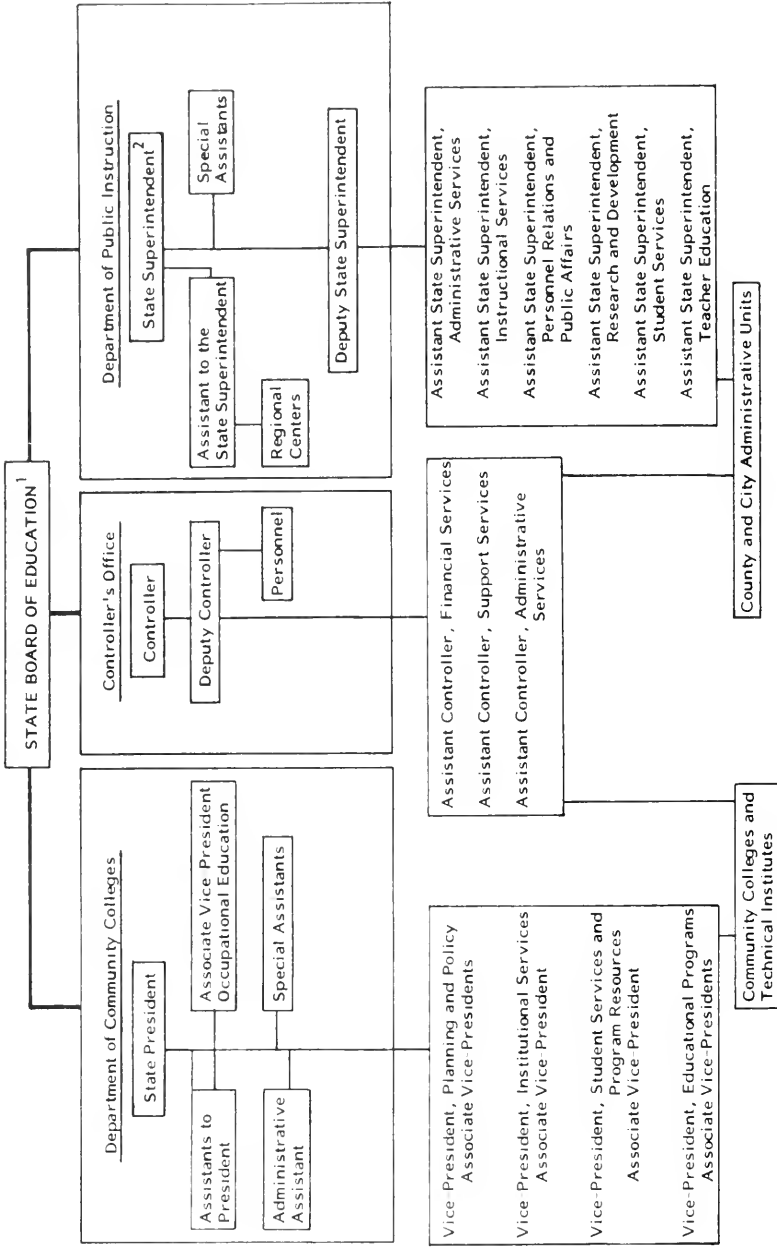 STATE BOARD OF EDUCATION¹
Department of Community Colleges
State President
Assistants to
President
Associate Vice-President
Occupational Education
Administrative
Assistant
Special Assistants
Vice-President, Planning and Policy
Associate Vice-Presidents
Vice-President, Institutional Services
Associate Vice-President
Vice-President, Student Services and
Program Resources
Associate Vice-President
Vice-President, Educational Programs
Associate Vice-Presidents
Community Colleges and
Technical Institutes
Controller's Office
Controller
Deputy Controller
Personnel
Assistant Controller, Financial Services
Assistant Controller, Support Services
Assistant Controller, Administrative
Services
Department of Public Instruction
State Superintendent²
Special
Assistants
Assistant to the
State Superintendent
Regional
Centers
Deputy State Superintendent
Assistant State Superintendent,
Administrative Services
Assistant State Superintendent,
Instructional Services
Assistant State Superintendent,
Personnel Relations and
Public Affairs
Assistant State Superintendent,
Research and Development
Assistant State Superintendent,
Student Services
Assistant State Superintendent,
Teacher Education
County and City Administrative Units